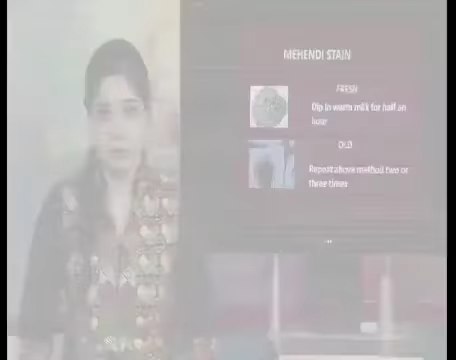 MEHENDI STAIN
FRESH
Dip in warm milk for half an
hour
OLD
Repeat above method two or
three times